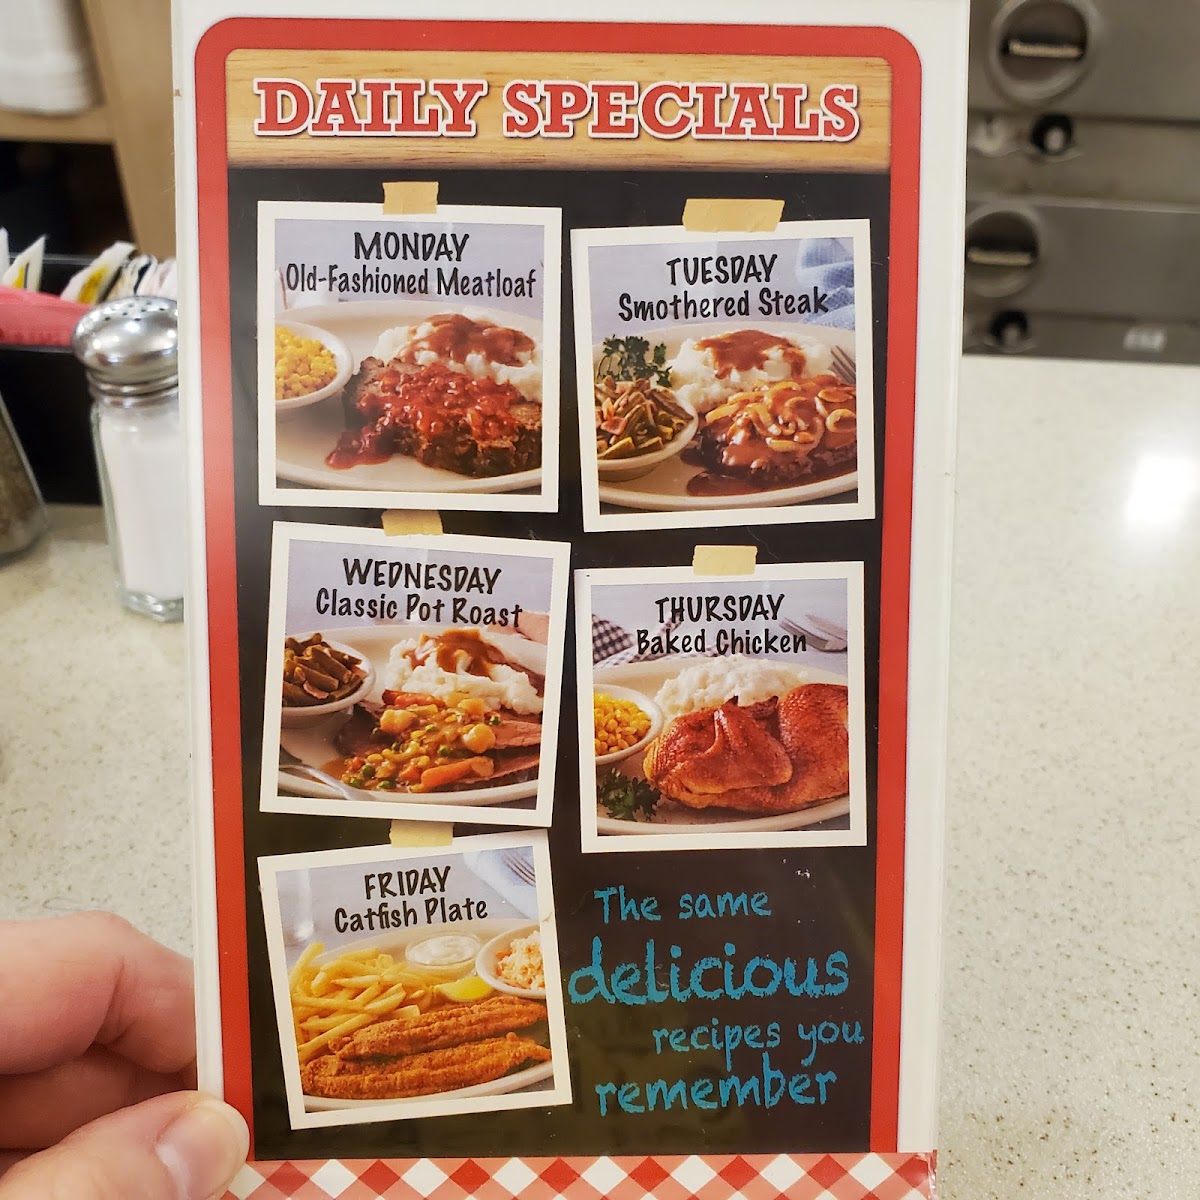 DAILY SPECIALS
MONDAY
Old-Fashioned Meatloaf
TUESDAY
Smothered Steak
WEDNESDAY
Classic Pot Roast
THURSDAY
Baked Chicken
FRIDAY
Catfish Plate
The same
delicious
recipes you
remember